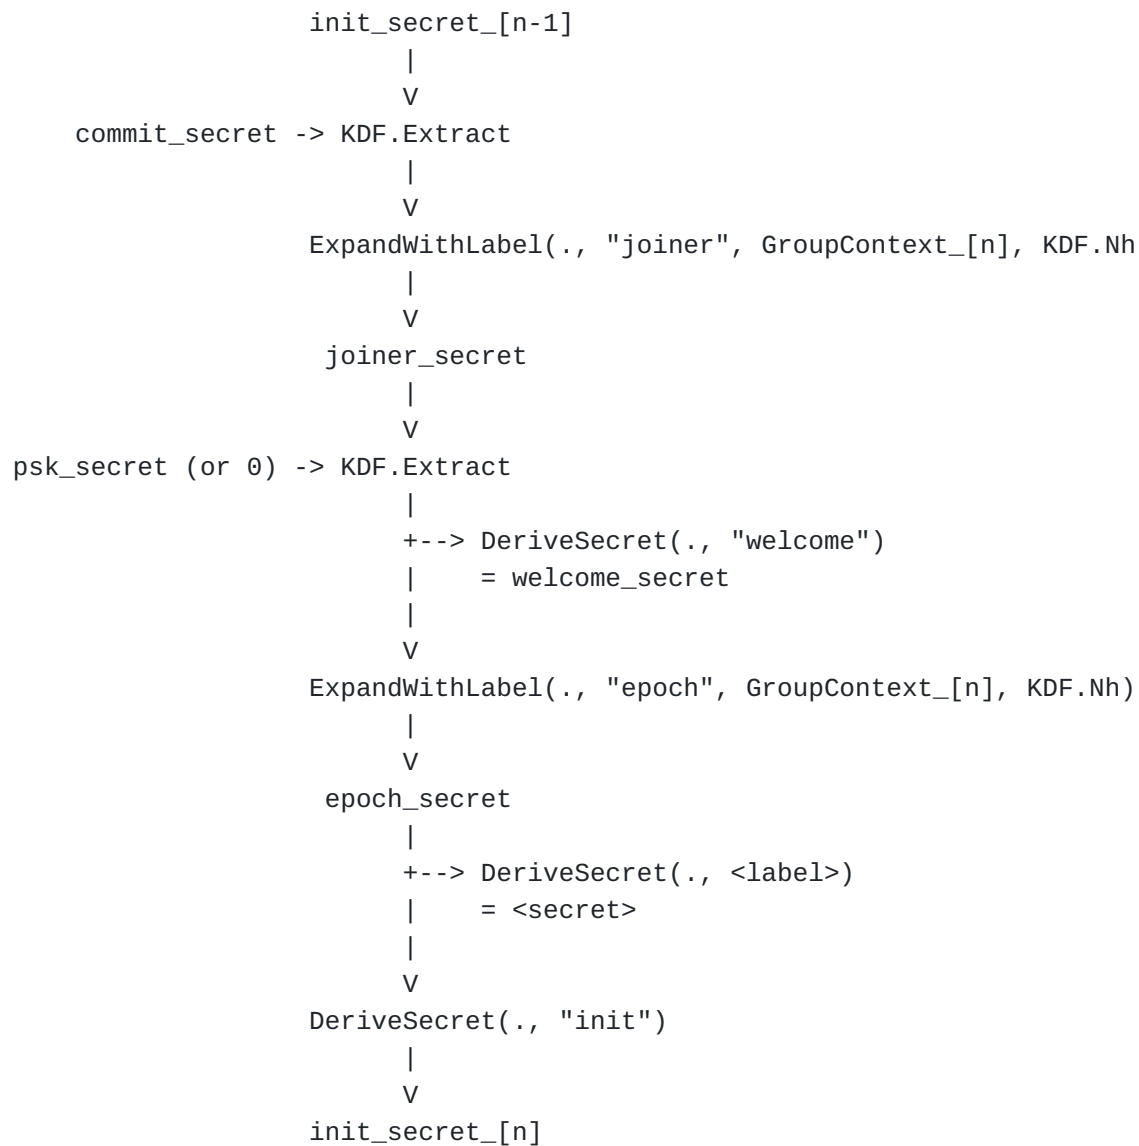 init_secret_[n-1]
                         |
                         V
    commit_secret -> KDF.Extract
                         |
                         V
                   ExpandWithLabel(., "joiner", GroupContext_[n], KDF.Nh
                         |
                         V
                    joiner_secret
                         |
                         V
psk_secret (or 0) -> KDF.Extract
                         |
                         +--> DeriveSecret(., "welcome")
                         |    = welcome_secret
                         |
                         V
                   ExpandWithLabel(., "epoch", GroupContext_[n], KDF.Nh)
                         |
                         V
                    epoch_secret
                         |
                         +--> DeriveSecret(., <label>)
                         |    = <secret>
                         |
                         V
                   DeriveSecret(., "init")
                         |
                         V
                   init_secret_[n]